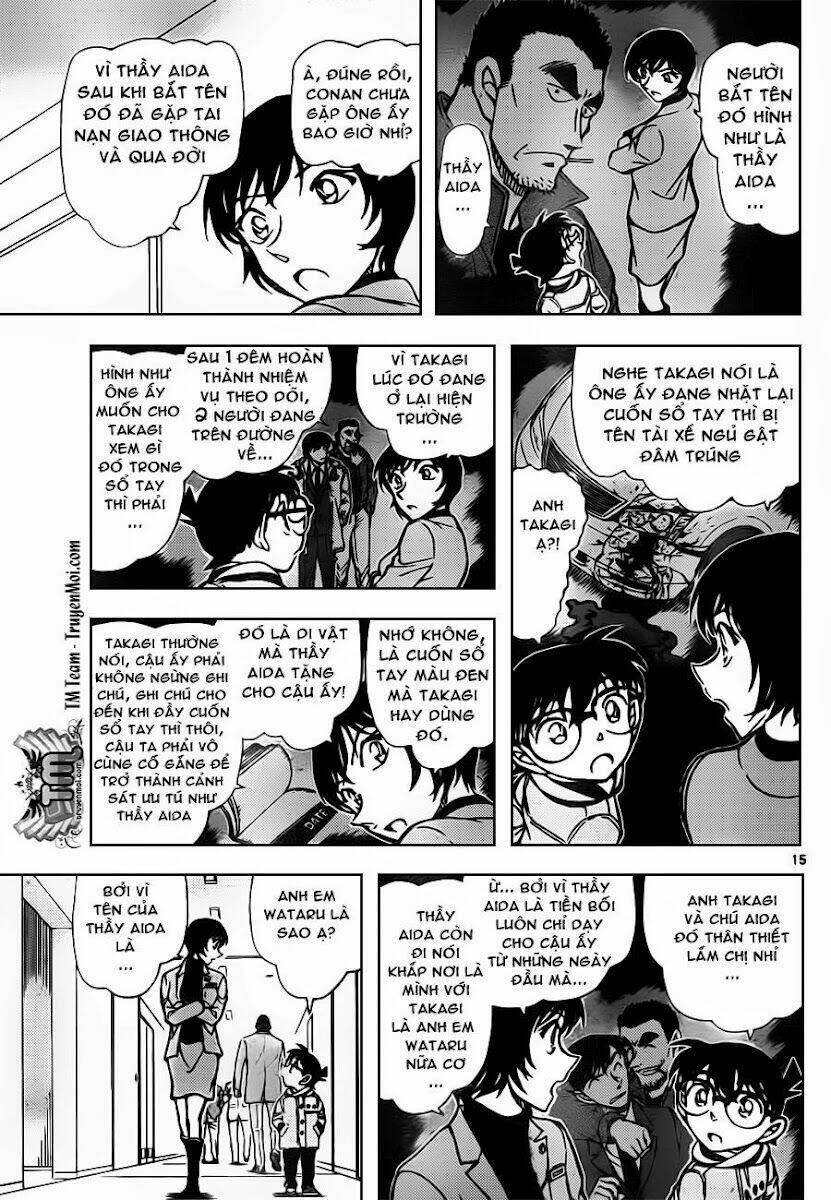 NGƯỜI
BẮT TÊN
ĐÓ HÌNH
NHƯ LÀ
THẦY
AIDA
THẦY
AIDA
...
À, ĐÚNG RỒI,
CONAN CHƯA
GẶP ÔNG ẤY
BAO GIỜ NHỈ?
VÌ THẦY AIDA
SAU KHI BẮT TÊN
ĐÓ ĐÃ GẶP TAI
NẠN GIAO THÔNG
VÀ QUA ĐỜI
NGHE TAKAGI NÓI LÀ
ÔNG ẤY ĐANG NHẶT LẠI
CUỐN SỔ TAY THÌ BỊ
TÊN TÀI XẾ NGỦ GẬT
ĐÂM TRÚNG
ANH
TAKAGI
Ạ?!
VÌ TAKAGI
LÚC ĐÓ ĐANG
Ở LẠI HIỆN
TRƯỜNG
...
SAU 1 ĐÊM HOÀN
THÀNH NHIỆM
VỤ THEO DÕI,
2 NGƯỜI ĐANG
TRÊN ĐƯỜNG
VỀ...
HÌNH NHƯ
ÔNG ẤY
MUỐN CHO
TAKAGI
XEM GÌ
ĐÓ TRONG
SỔ TAY
THÌ PHẢI
...
NHỚ KHÔNG,
LÀ CUỐN SỔ
TAY MÀU ĐEN
MÀ TAKAGI
HAY DÙNG
ĐÓ.
ĐÓ LÀ DI VẬT
MÀ THẦY
AIDA TẶNG
CHO CẬU ẤY!
TAKAGI THƯỜNG
NÓI, CẬU ẤY PHẢI
KHÔNG NGỪNG GHI
CHÚ, GHI CHÚ CHO
ĐẾN KHI ĐẦY CUỐN
SỔ TAY THÌ THÔI,
CẬU TA PHẢI VÔ
CÙNG CỐ GẮNG ĐỂ
TRỞ THÀNH CẢNH
SÁT ƯU TÚ NHƯ
THẦY AIDA
DATE
TM Team - TruyenMoi.com
TM
truyenmoi.com
15
ANH TAKAGI
VÀ CHÚ AIDA
ĐÓ THÂN THIẾT
LẮM CHỊ NHỈ
...
Ừ... BỞI VÌ THẦY
AIDA LÀ TIỀN BỐI
LUÔN CHỈ DẠY
CHO CẬU ẤY
TỪ NHỮNG NGÀY
ĐẦU MÀ...
THẦY
AIDA CÒN
ĐI NÓI
KHẮP NƠI LÀ
MÌNH VỚI
TAKAGI
LÀ ANH EM
WATARU
NỮA CƠ
...
ANH EM
WATARU LÀ
SAO Ạ?
BỞI VÌ
TÊN CỦA
THẦY AIDA
LÀ
...